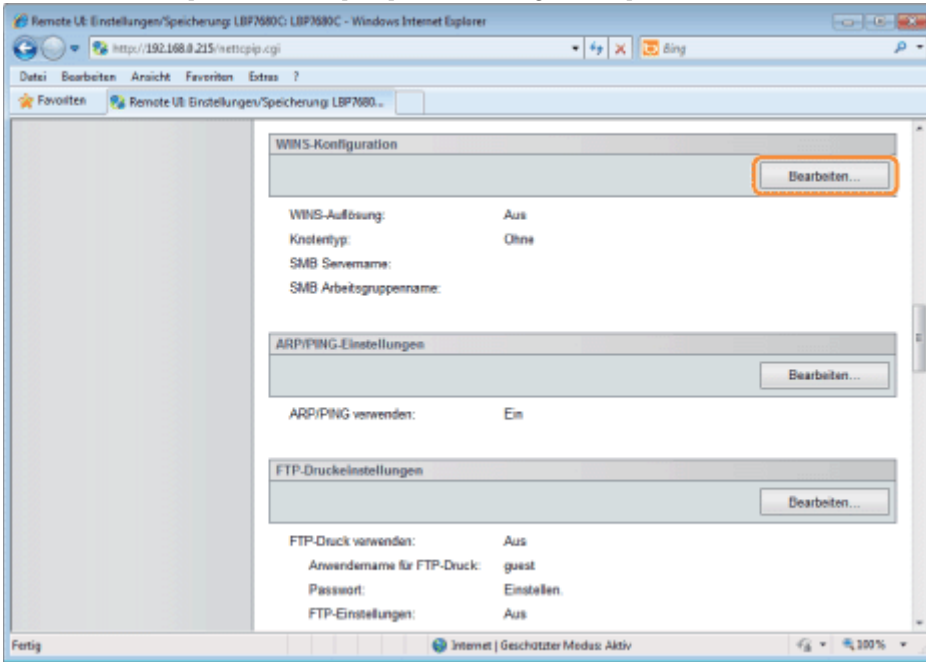 Remote UI: Einstellungen/Speicherung: LBP7680C: LBP7680C - Windows Internet Explorer
http://192.168.0.215/nettcpip.cgi
Bing
Datei Bearbeiten Ansicht Favoriten Extras ?
Favoriten
Remote UI: Einstellungen/Speicherung: LBP7680...
WINS-Konfiguration
Bearbeiten...
WINS-Auflösung: Aus
Knotentyp: Ohne
SMB Servername:
SMB Arbeitsgruppenname:
ARP/PING-Einstellungen
Bearbeiten...
ARP/PING verwenden: Ein
FTP-Druckeinstellungen
Bearbeiten...
FTP-Druck verwenden: Aus
Anwendername für FTP-Druck: guest
Passwort: Einstellen.
FTP-Einstellungen: Aus
Fertig
Internet | Geschützter Modus: Aktiv
100%